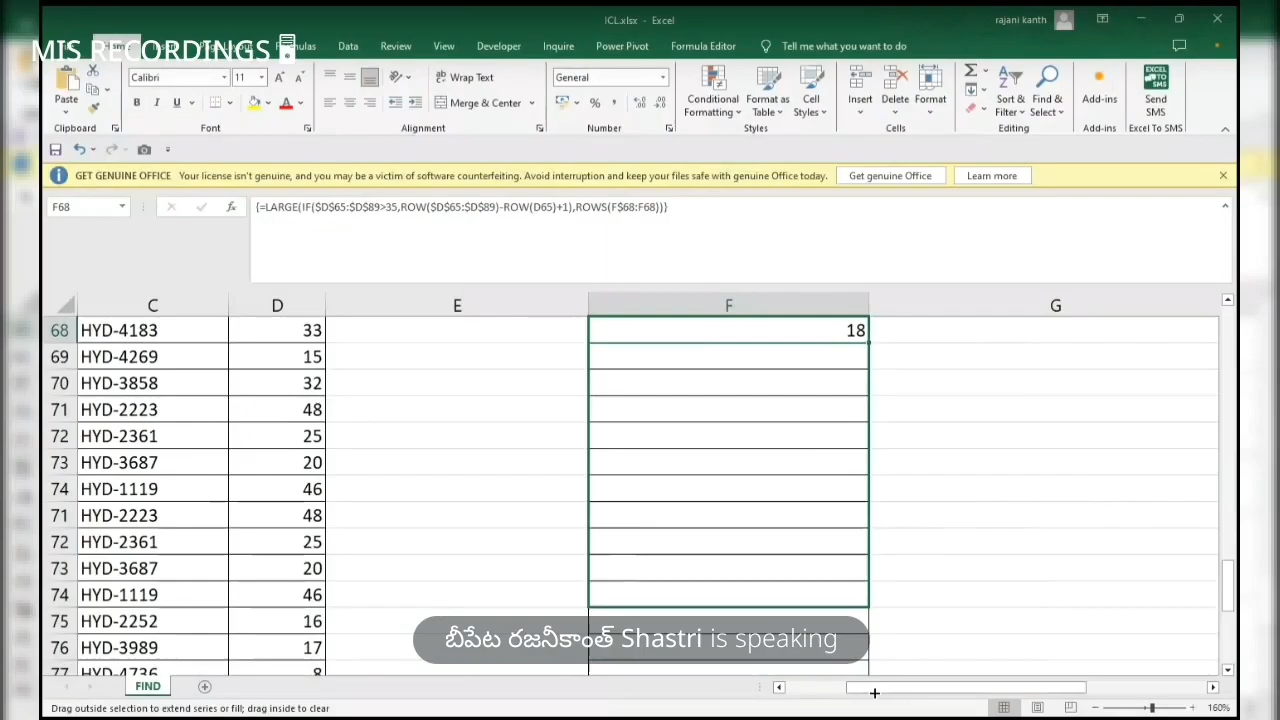 ICL.xlsx - Excel
rajani kanth
MIS RECORDINGS
Data Review View Developer Inquire Power Pivot Formula Editor Tell me what you want to do
Paste
Calibri 11
B I U
Wrap Text
Merge & Center
General
% ,
Conditional Formatting
Format as Table
Cell Styles
Insert
Delete
Format
Sort & Filter
Find & Select
Add-ins
EXCEL TO SMS
Send SMS
Clipboard Font Alignment Number Styles Cells Editing Add-ins Excel To SMS
GET GENUINE OFFICE Your license isn't genuine, and you may be a victim of software counterfeiting. Avoid interruption and keep your files safe with genuine Office today. Get genuine Office Learn more
F68 fx {=LARGE(IF($D$65:$D$89>35,ROW($D$65:$D$89)-ROW(D65)+1),ROWS(F$68:F68))}
C D E F G
68 HYD-4183 33 18
69 HYD-4269 15
70 HYD-3858 32
71 HYD-2223 48
72 HYD-2361 25
73 HYD-3687 20
74 HYD-1119 46
71 HYD-2223 48
72 HYD-2361 25
73 HYD-3687 20
74 HYD-1119 46
75 HYD-2252 16
76 HYD-3989 17
77 HYD-4736 8
బీపేట రజనీకాంత్ Shastri is speaking
FIND
Drag outside selection to extend series or fill; drag inside to clear
160%